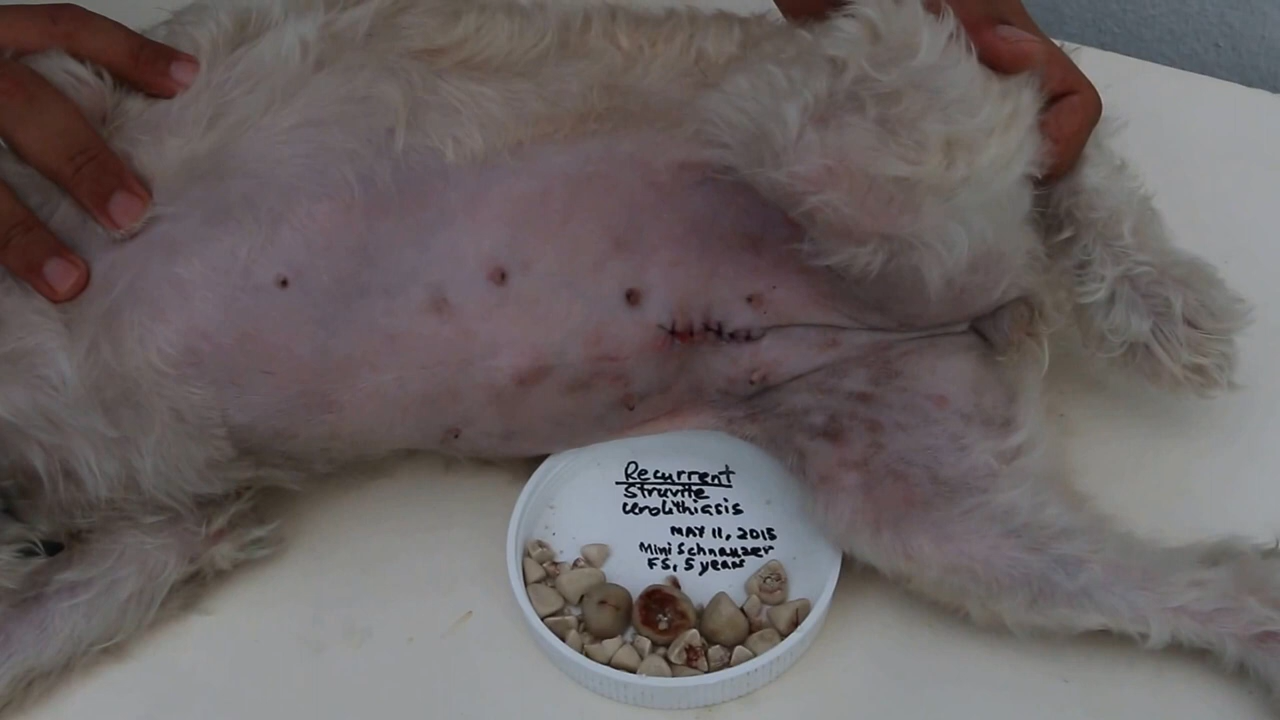 Recurrent
Struvite
Urolithiasis
MAY 11, 2015
Mini Schnauzer
FS, 5 years